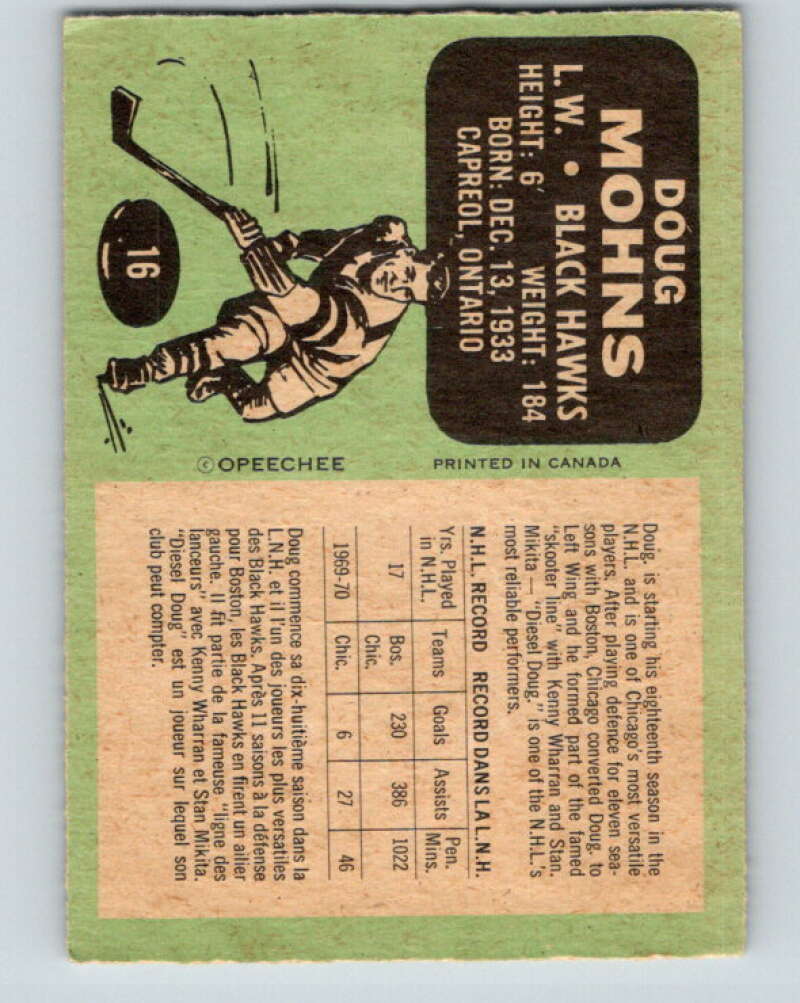 DOUG
MOHNS
L.W. • BLACK HAWKS
HEIGHT: 6' WEIGHT: 184
BORN: DEC. 13, 1933
CAPREOL, ONTARIO
16
© OPEECHEE
PRINTED IN CANADA
Doug. is starting his eighteenth season in the
N.H.L. and is one of Chicago's most versatile
players. After playing defence for eleven sea-
sons with Boston, Chicago converted Doug. to
Left Wing and he formed part of the famed
"skooter line" with Kenny Wharran and Stan.
Mikita — "Diesel Doug." is one of the N.H.L.'s
most reliable performers.
N.H.L. RECORD RECORD DANS LA L.N.H.
Yrs. Played Teams Goals Assists Pen.
in N.H.L. Mins.
17 Bos. 230 386 1022
Chic.
1969-70 Chic. 6 27 46
Doug commence sa dix-huitième saison dans la
L.N.H. et il l'un des joueurs les plus versatiles
des Black Hawks. Après 11 saisons à la défense
pour Boston, les Black Hawks en firent un ailier
gauche. Il fit partie de la fameuse "ligne des
lanceurs" avec Kenny Wharran et Stan Mikita.
"Diesel Doug" est un joueur sur lequel son
club peut compter.